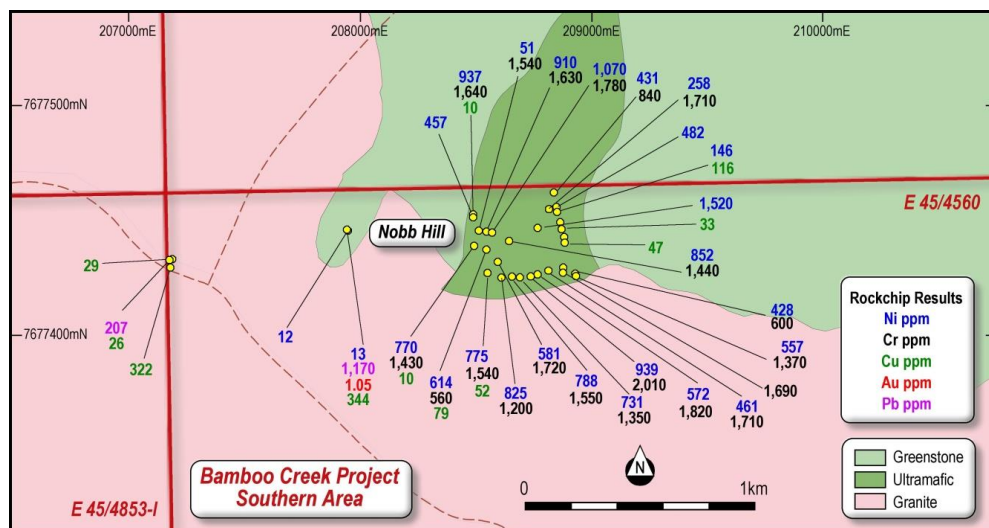 207000mE
208000mE
209000mE
210000mE
7677500mN
7677400mN
51
1,540
910
1,630
1,070
1,780
937
1,640
10
431
840
258
1,710
457
482
146
116
1,520
33
47
E 45/4560
Nobb Hill
29
207
26
322
12
13
1,170
1.05
344
770
1,430
10
614
560
79
775
1,540
52
825
1,200
581
1,720
788
1,550
731
1,350
939
2,010
572
1,820
461
1,710
1,690
557
1,370
428
600
852
1,440
Rockchip Results
Ni ppm
Cr ppm
Cu ppm
Au ppm
Pb ppm
Greenstone
Ultramafic
Granite
Bamboo Creek Project
Southern Area
E 45/4853-I
N
0
1km